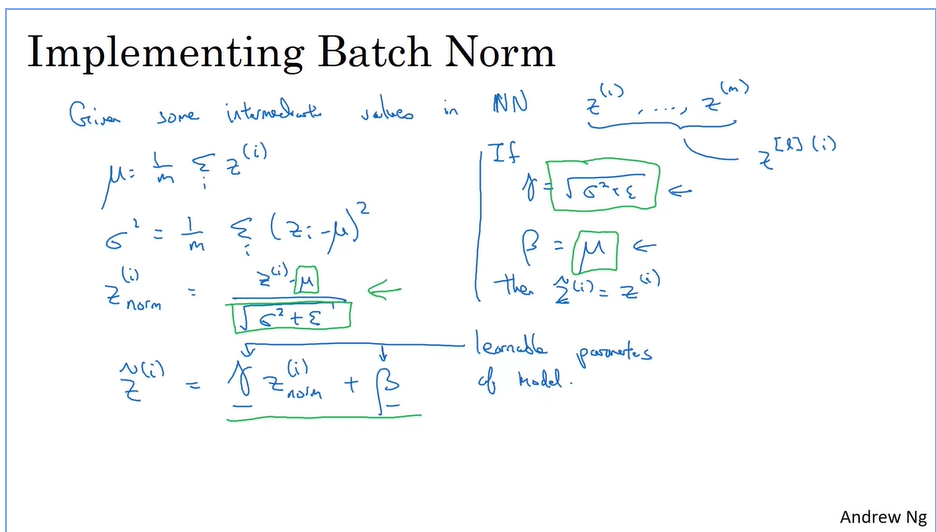 Implementing Batch Norm
Given some intermediate values in NN z^(i), ..., z^(m)
z^[l](i)
μ = 1/m Σ_i z^(i)
σ² = 1/m Σ_i (z_i - μ)²
z^(i)_norm = (z^(i) - μ) / √(σ² + ε) ←
z̃^(i) = γ z^(i)_norm + β
If
γ = √(σ² + ε) ←
β = μ ←
then z̃^(i) = z^(i)
learnable parameters
of model.
Andrew Ng